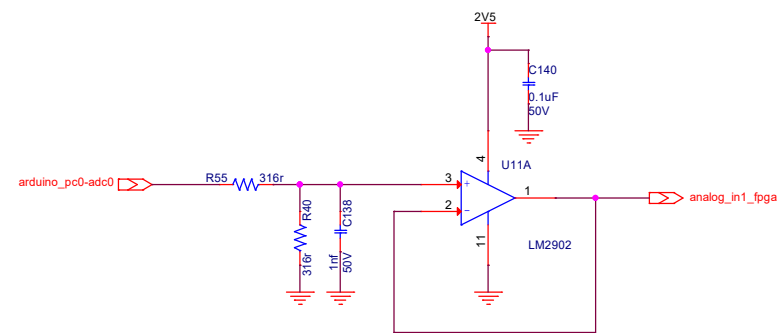 2V5
C140
0.1uF
50V
4
U11A
arduino_pc0-adc0
R55
316r
3
+
2
-
1
analog_in1_fpga
R40
316r
C138
1nf
50V
11
LM2902